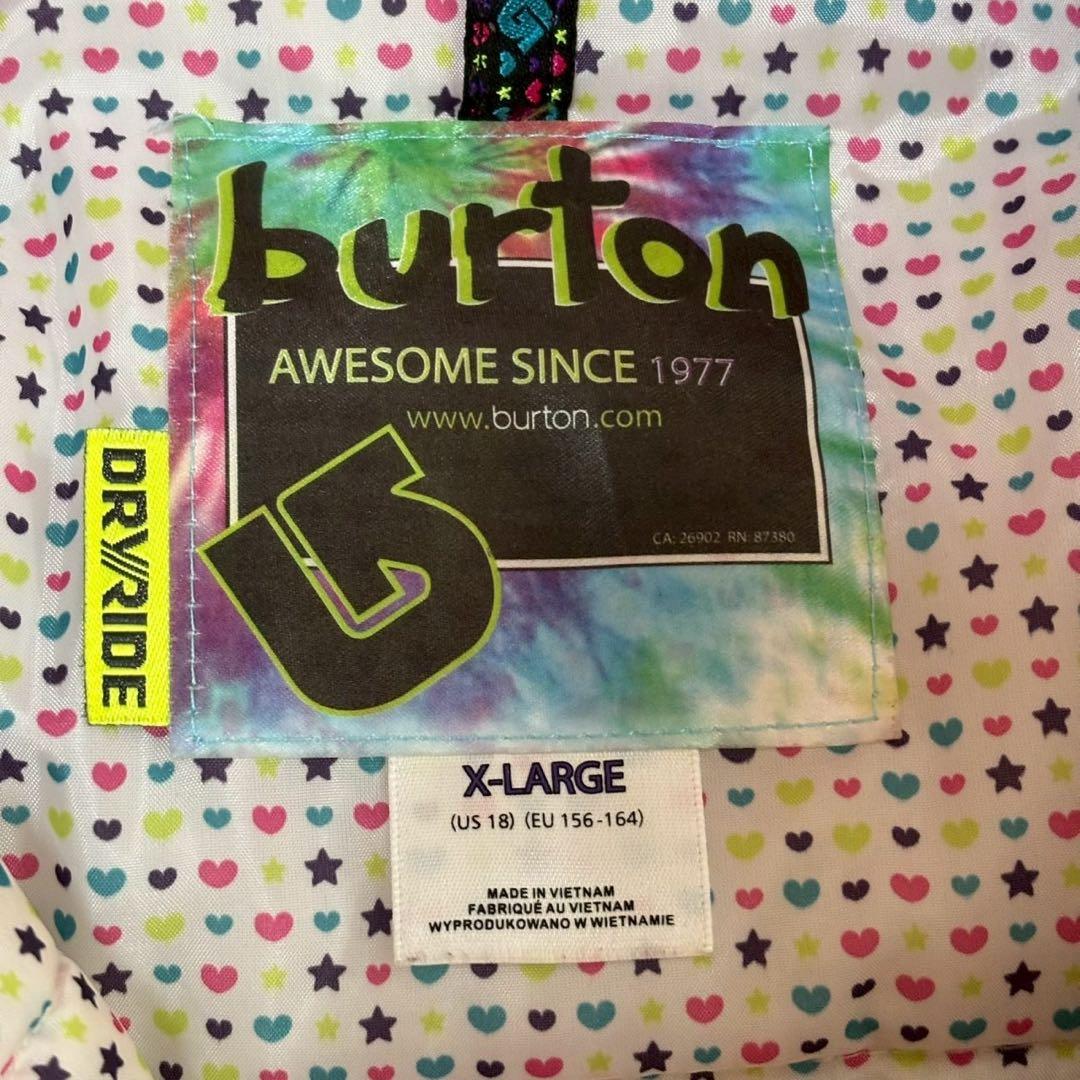 burton
AWESOME SINCE 1977
www.burton.com
CA: 26902 RN: 87380
DRY//RIDE
X-LARGE
(US 18) (EU 156-164)
MADE IN VIETNAM
FABRIQUÉ AU VIETNAM
WYPRODUKOWANO W WIETNAMIE